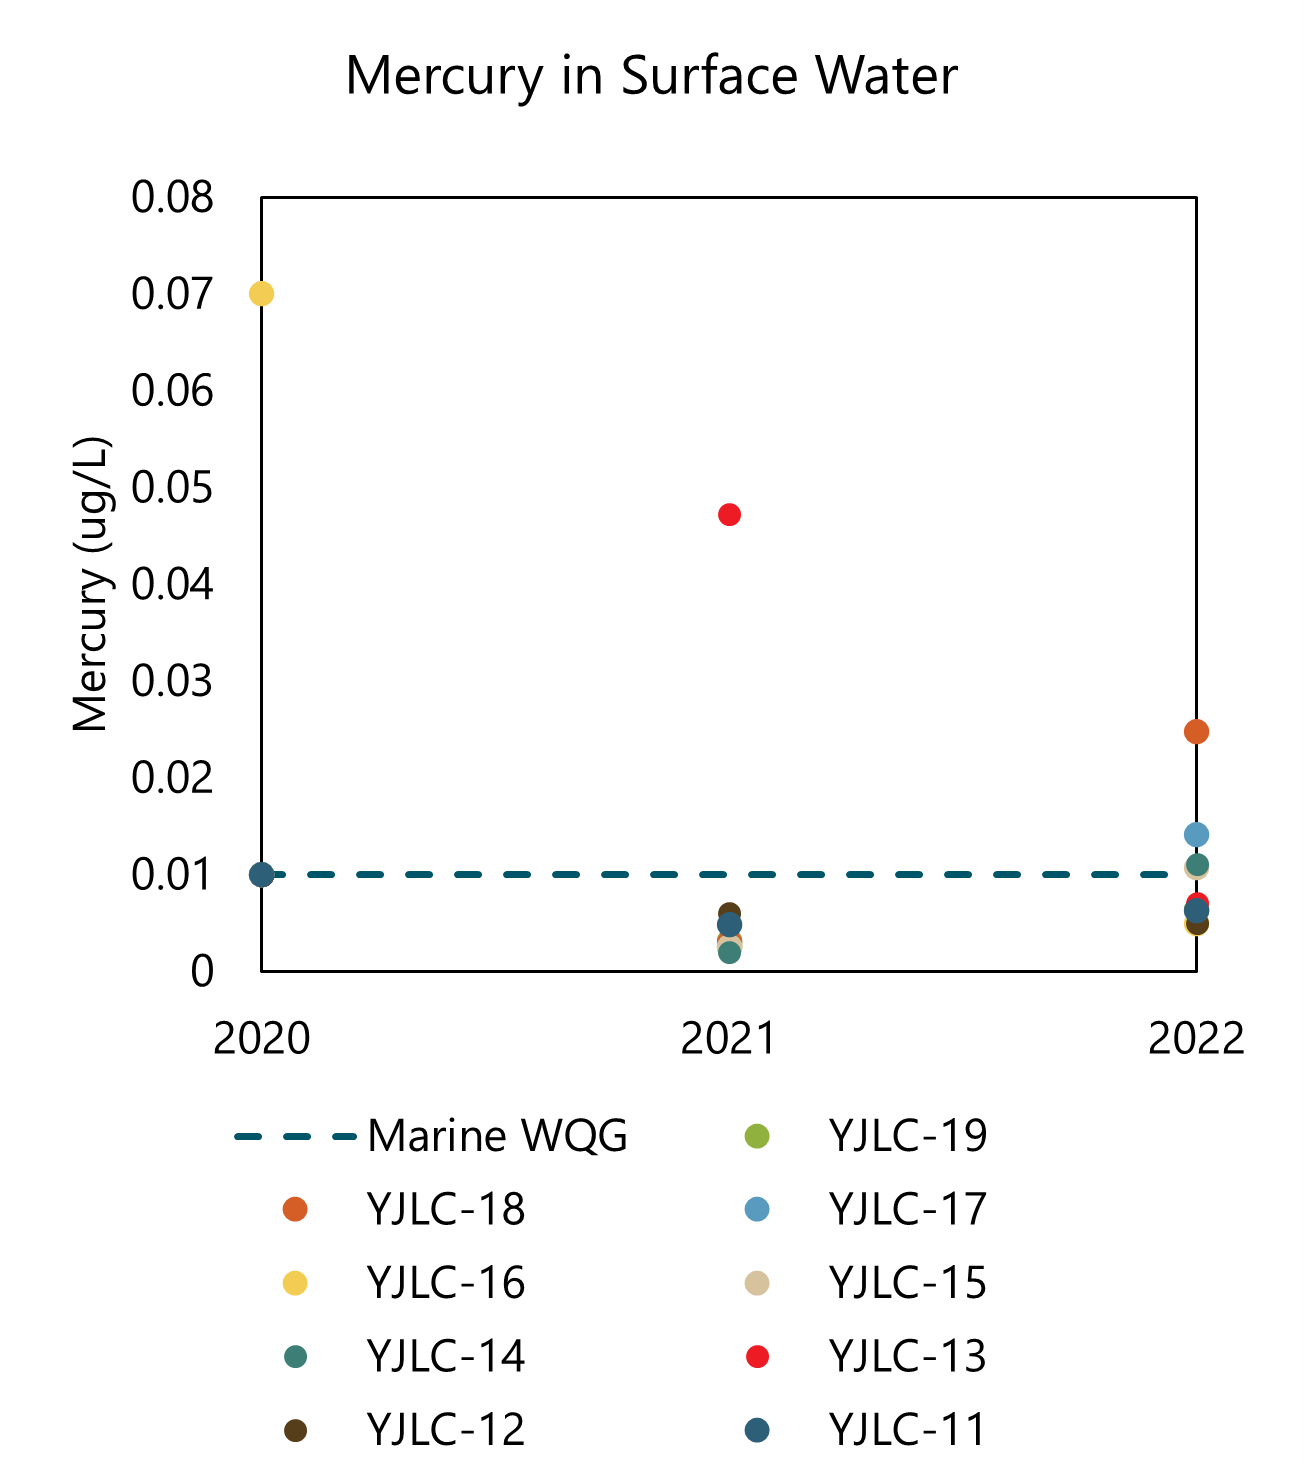 Mercury in Surface Water
0.08
0.07
0.06
0.05
0.04
0.03
0.02
0.01
0
Mercury (ug/L)
2020 2021 2022
Marine WQG YJLC-19
YJLC-18 YJLC-17
YJLC-16 YJLC-15
YJLC-14 YJLC-13
YJLC-12 YJLC-11